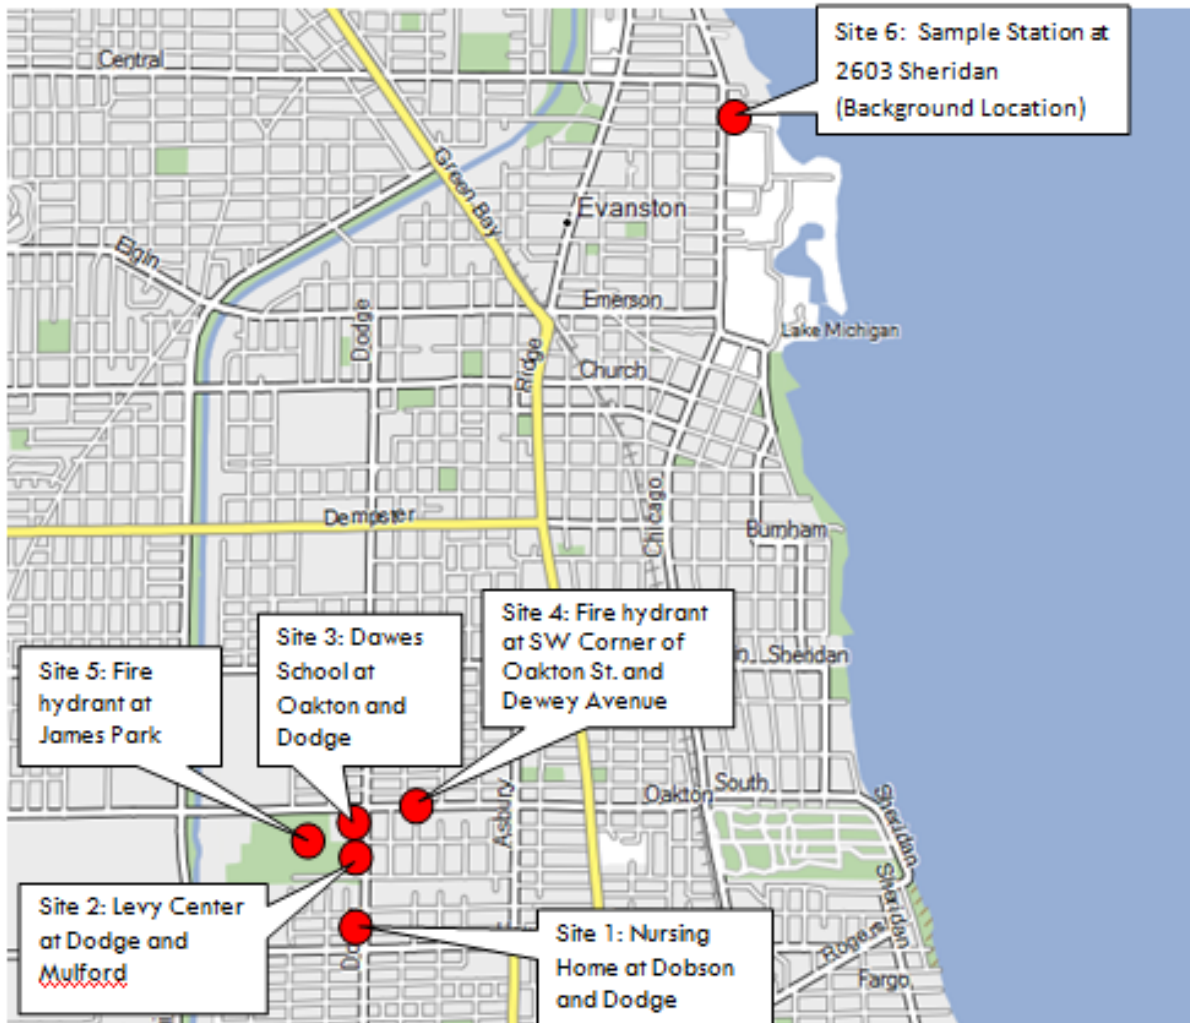 Site 6: Sample Station at
2603 Sheridan
(Background Location)
Central
Green Bay
Evanston
Elgin
Emerson
Dodge
Lake Michigan
Ridge
Church
Chicago
Dempster
Burnham
Site 4: Fire hydrant
at SW Corner of
Oakton St. and
Dewey Avenue
Site 3: Dawes
School at
Oakton and
Dodge
Site 5: Fire
hydrant at
James Park
Sheridan
South
Oakton
Asbury
Sheridan
Sheridan
Site 2: Levy Center
at Dodge and
Mulford
Site 1: Nursing
Home at Dobson
and Dodge
Rogers
Fargo